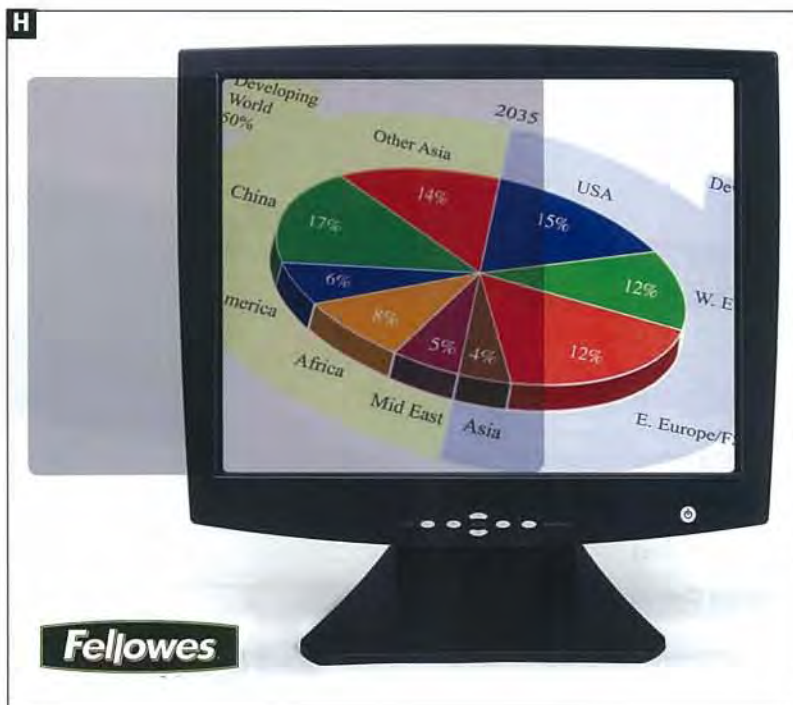 H
Developing
World
50%
2035
Other Asia
USA
De
China
14%
15%
17%
12%
W. E
6%
merica
8%
5%
4%
12%
Africa
Mid East
Asia
E. Europe/F
Fellowes